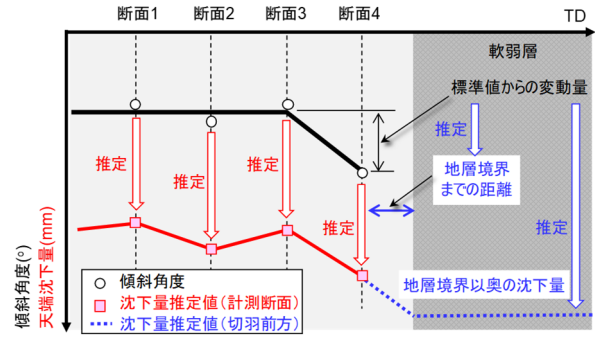 断面1 断面2 断面3 断面4 TD
軟弱層
標準値からの変動量
推定
推定 推定 推定
地層境界
までの距離
推定 推定
地層境界以奥の沈下量
傾斜角度
沈下量推定値(計測断面)
沈下量推定値(切羽前方)
傾斜角度(°)
天端沈下量(mm)